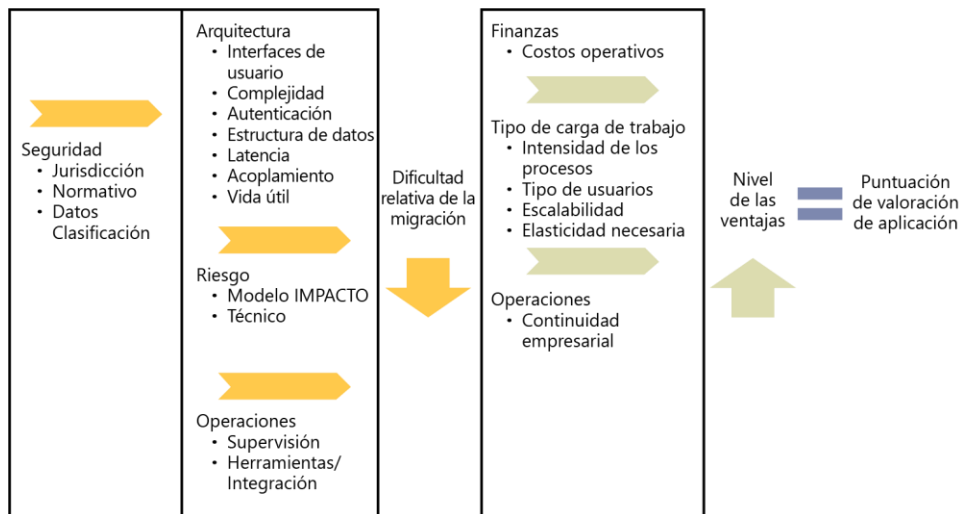 Seguridad
• Jurisdicción
• Normativo
• Datos
Clasificación
Arquitectura
• Interfaces de
usuario
• Complejidad
• Autenticación
• Estructura de datos
• Latencia
• Acoplamiento
• Vida útil
Riesgo
• Modelo IMPACTO
• Técnico
Operaciones
• Supervisión
• Herramientas/
Integración
Dificultad
relativa de la
migración
Finanzas
• Costos operativos
Tipo de carga de trabajo
• Intensidad de los
procesos
• Tipo de usuarios
• Escalabilidad
• Elasticidad necesaria
Operaciones
• Continuidad
empresarial
Nivel
de las
ventajas
Puntuación
de valoración
de aplicación